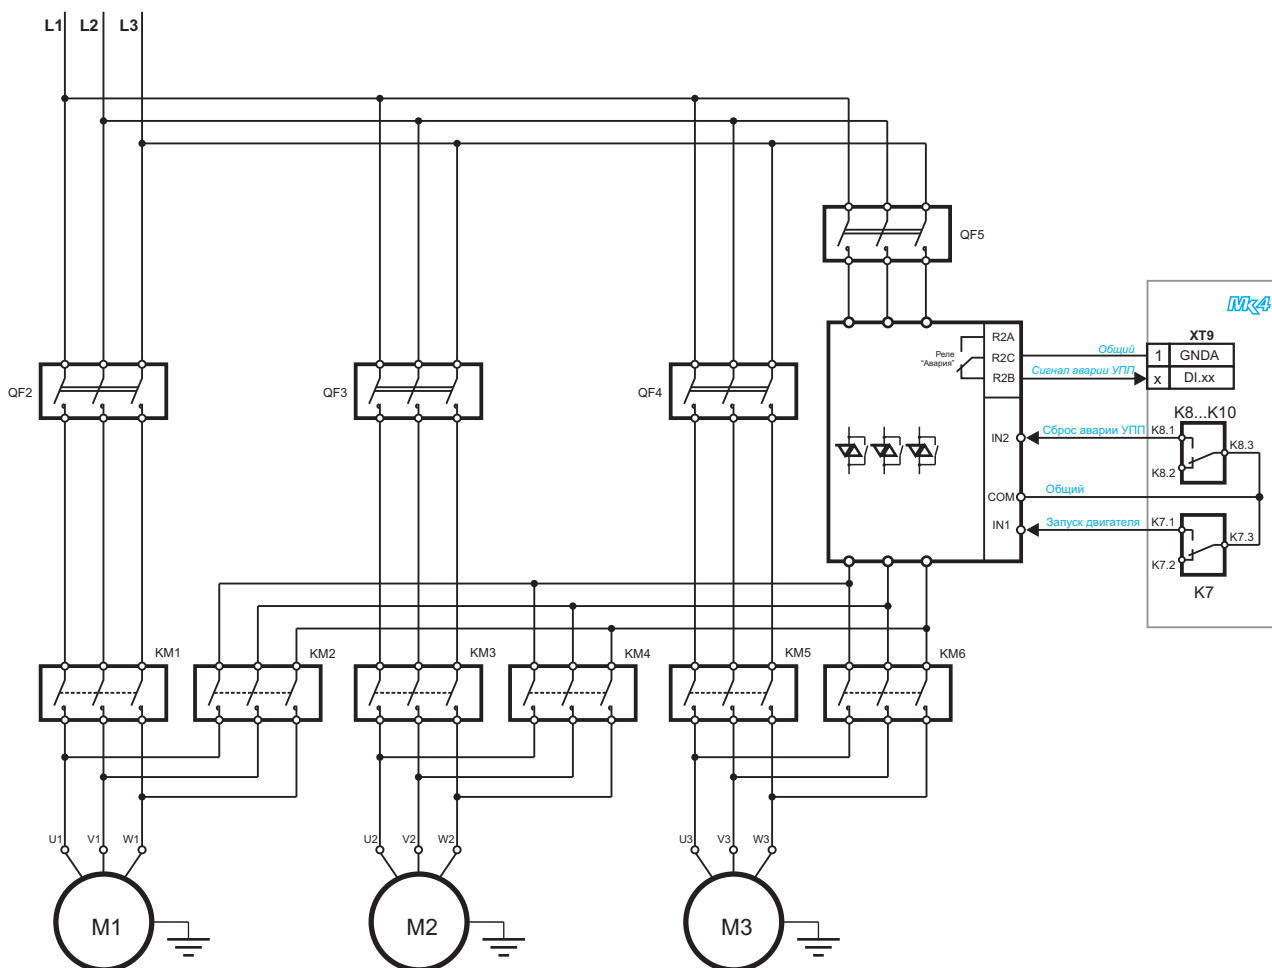 L1 L2 L3
QF5
Мк4
XT9
1 GNDA
x DI.xx
R2A
R2C
R2B
Реле
"Авария"
Общий
Сигнал аварии УПП
QF2
QF3
QF4
K8...K10
IN2
Сброс аварии УПП
K8.1
K8.3
K8.2
COM
Общий
IN1
Запуск двигателя
K7.1
K7.3
K7.2
K7
KM1
KM2
KM3
KM4
KM5
KM6
U1 V1 W1
U2 V2 W2
U3 V3 W3
M1
M2
M3